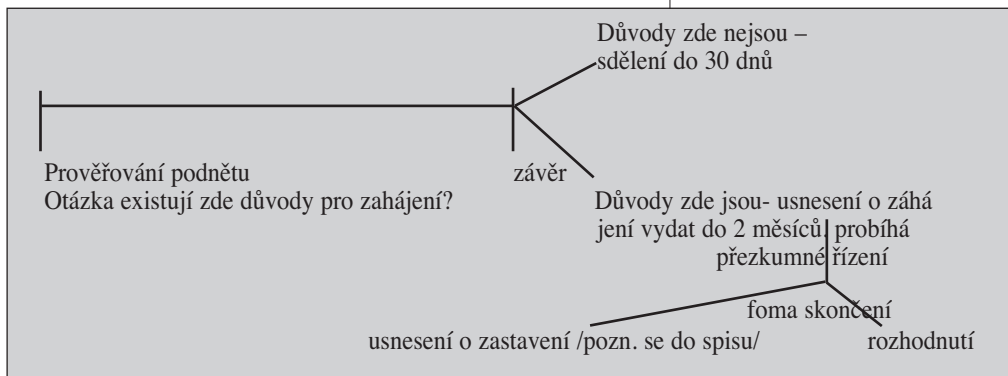 Důvody zde nejsou –
sdělení do 30 dnů
Prověřování podnětu
Otázka existují zde důvody pro zahájení?
závěr
Důvody zde jsou- usnesení o záhá
jení vydat do 2 měsíců, probíhá
přezkumné řízení
foma skončení
usnesení o zastavení /pozn. se do spisu/
rozhodnutí